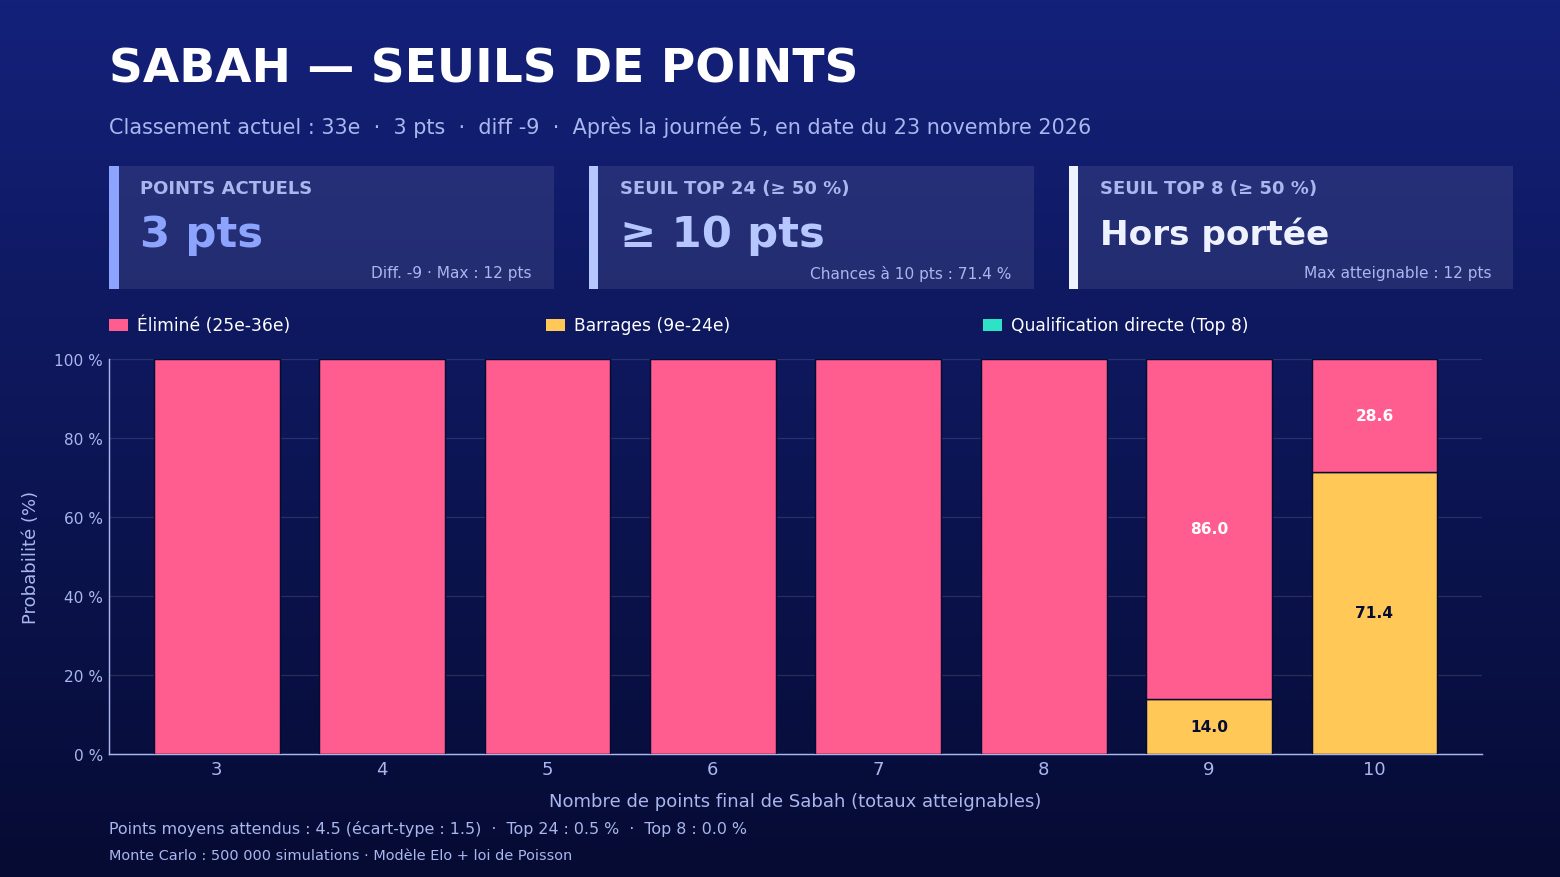 SABAH — SEUILS DE POINTS
Classement actuel : 33e · 3 pts · diff -9 · Après la journée 5, en date du 23 novembre 2026
POINTS ACTUELS
3 pts
Diff. -9 · Max : 12 pts
SEUIL TOP 24 (≥ 50 %)
≥ 10 pts
Chances à 10 pts : 71.4 %
SEUIL TOP 8 (≥ 50 %)
Hors portée
Max atteignable : 12 pts
Éliminé (25e-36e)
Barrages (9e-24e)
Qualification directe (Top 8)
Probabilité (%)
100 %
80 %
60 %
40 %
20 %
0 %
86.0
14.0
28.6
71.4
3 4 5 6 7 8 9 10
Nombre de points final de Sabah (totaux atteignables)
Points moyens attendus : 4.5 (écart-type : 1.5) · Top 24 : 0.5 % · Top 8 : 0.0 %
Monte Carlo : 500 000 simulations · Modèle Elo + loi de Poisson